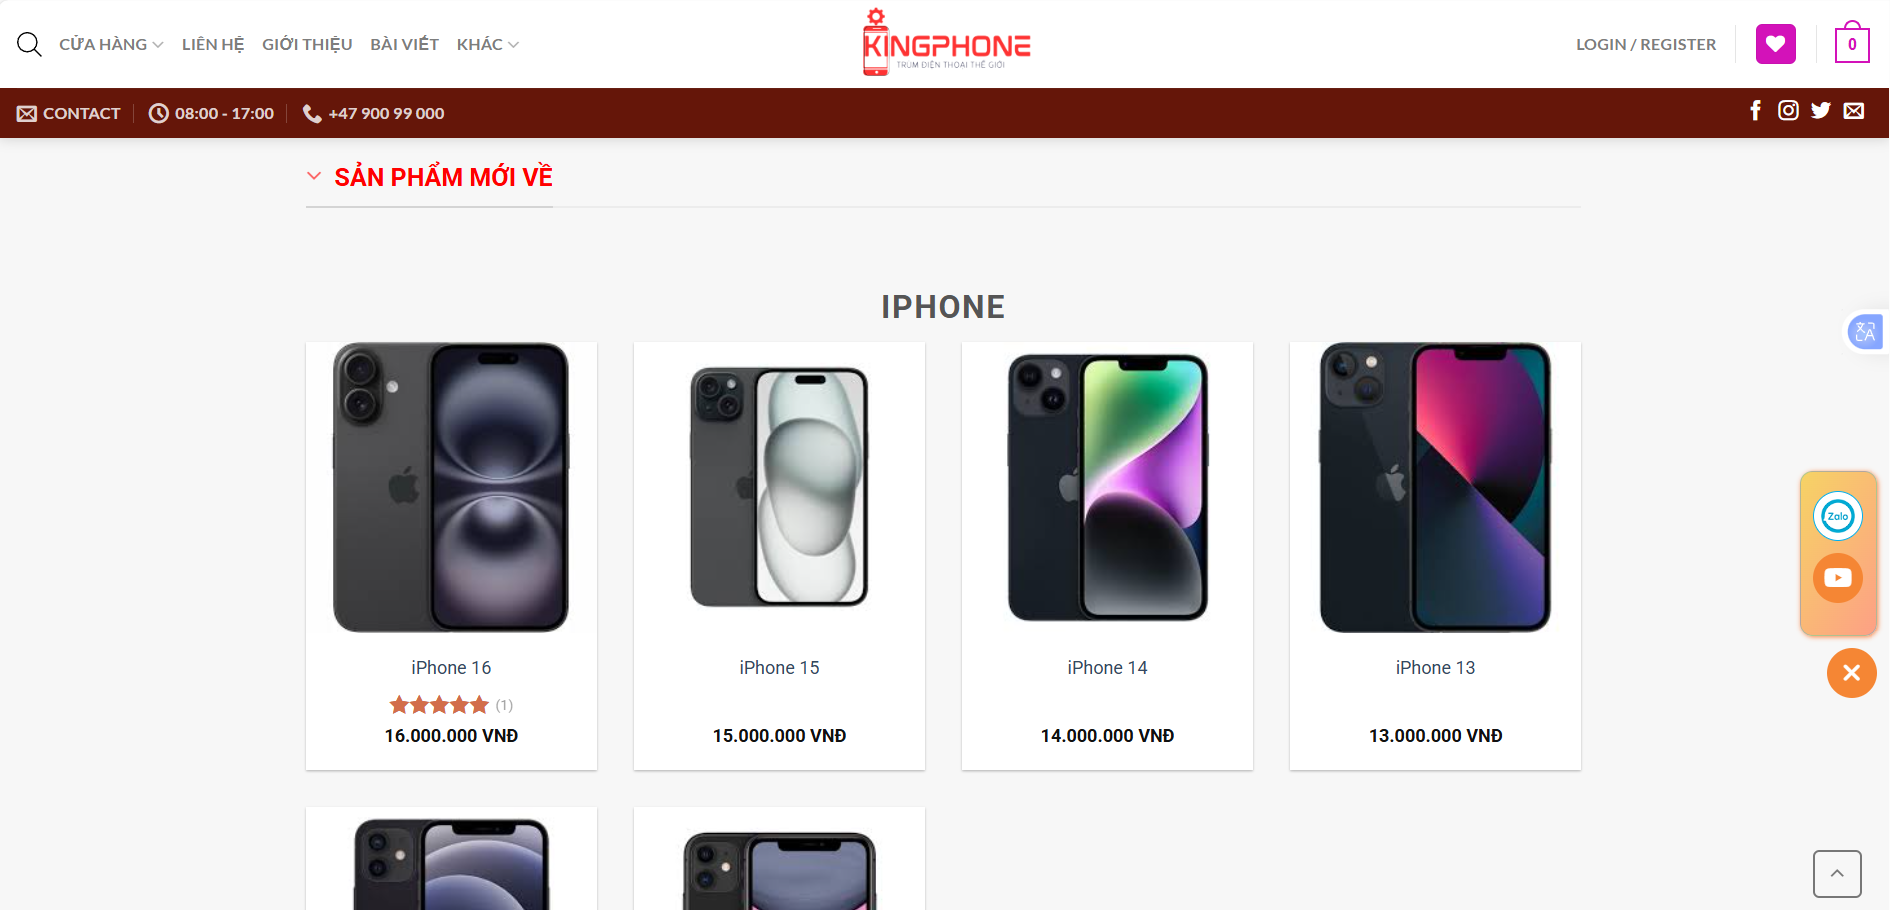 CỬA HÀNG LIÊN HỆ GIỚI THIỆU BÀI VIẾT KHÁC
KINGPHONE
TRÙM ĐIỆN THOẠI THẾ GIỚI
LOGIN / REGISTER
0
CONTACT 08:00 - 17:00 +47 900 99 000
SẢN PHẨM MỚI VỀ
IPHONE
iPhone 16
(1)
16.000.000 VNĐ
iPhone 15
15.000.000 VNĐ
iPhone 14
14.000.000 VNĐ
iPhone 13
13.000.000 VNĐ
文A
Zalo